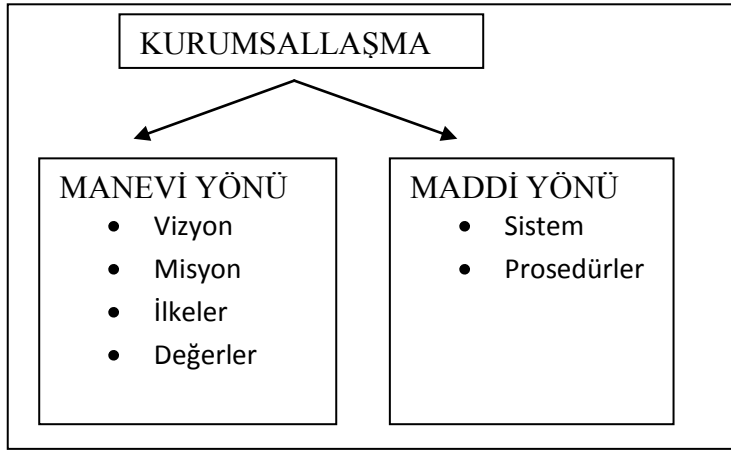 KURUMSALLAŞMA
MANEVİ YÖNÜ
• Vizyon
• Misyon
• İlkeler
• Değerler
MADDİ YÖNÜ
• Sistem
• Prosedürler